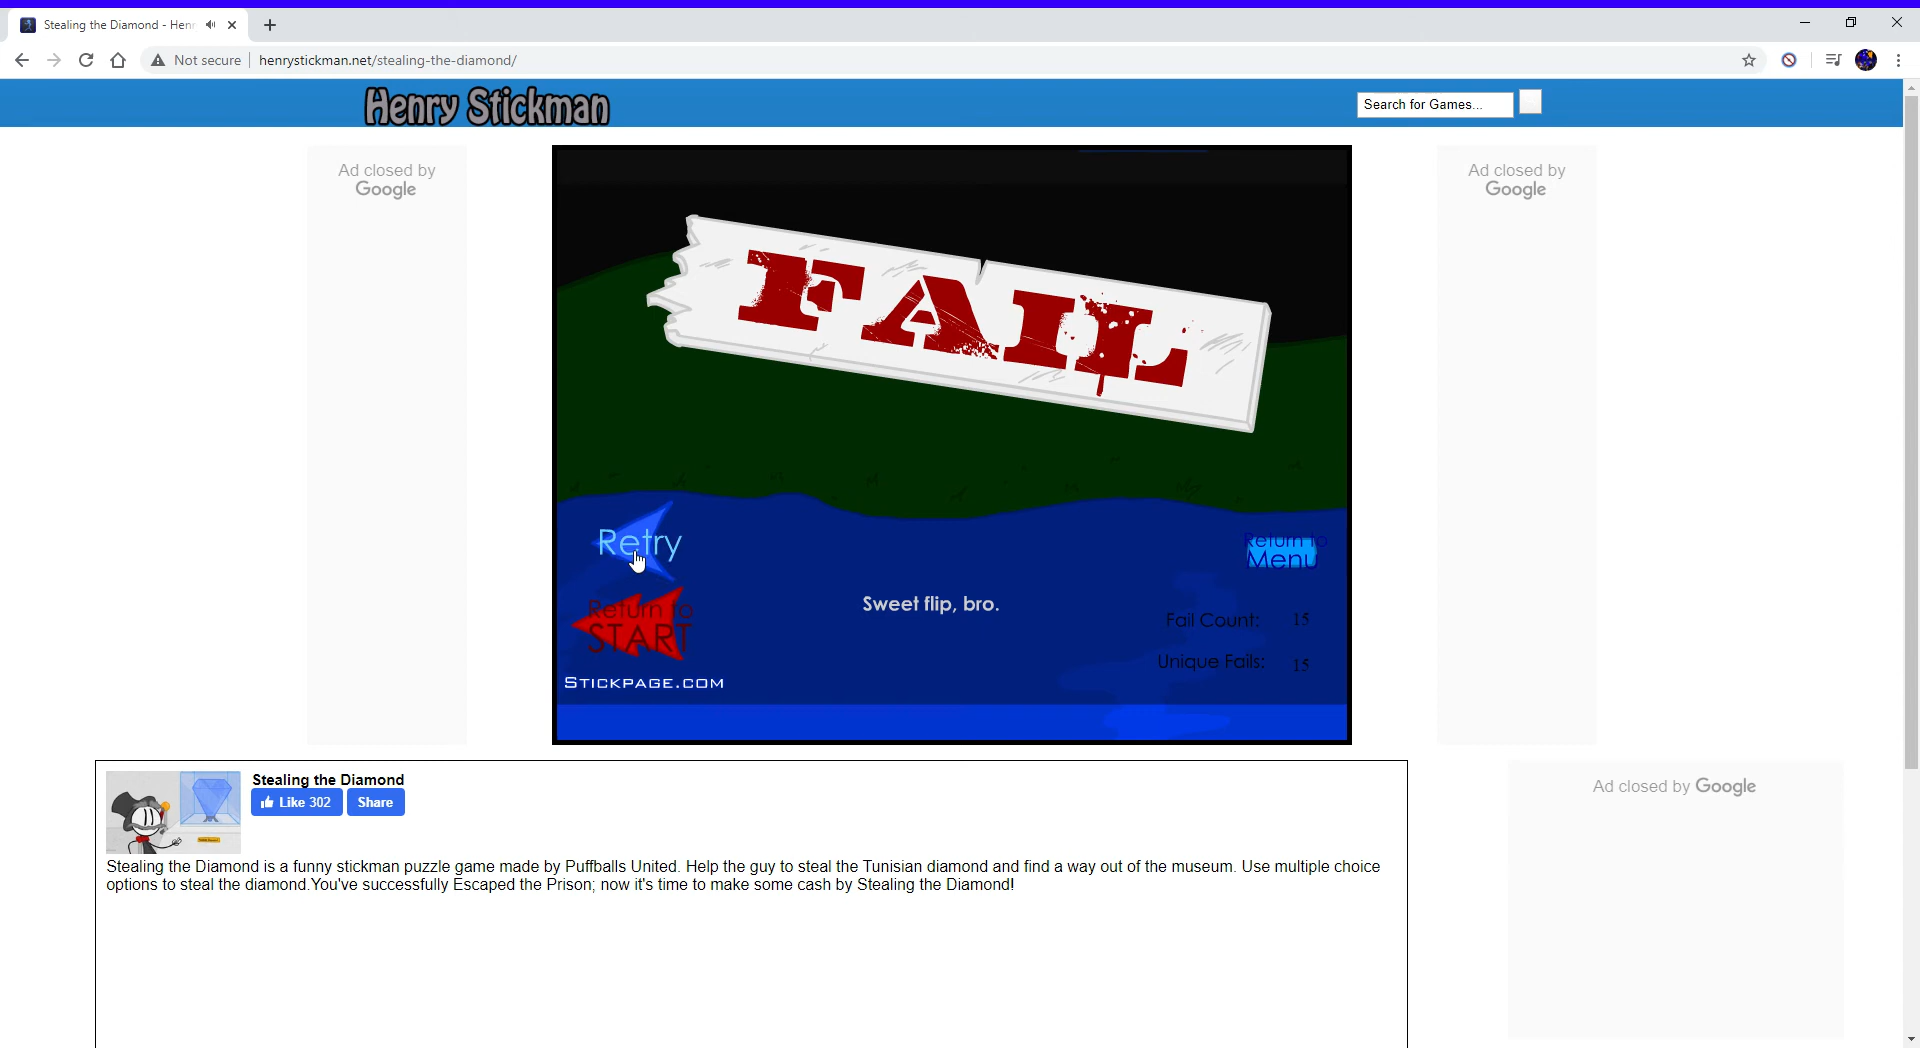 Stealing the Diamond - Henr
Not secure
henrystickman.net/stealing-the-diamond/
Henry Stickman
Search for Games...
Ad closed by
Google
Ad closed by
Google
FAIL
Retry
Return to
Menu
Return to
START
Sweet flip, bro.
Fail Count: 15
Unique Fails: 15
STICKPAGE.COM
Stealing the Diamond
Like 302
Share
Stealing the Diamond is a funny stickman puzzle game made by Puffballs United. Help the guy to steal the Tunisian diamond and find a way out of the museum. Use multiple choice
options to steal the diamond.You've successfully Escaped the Prison; now it's time to make some cash by Stealing the Diamond!
Ad closed by Google